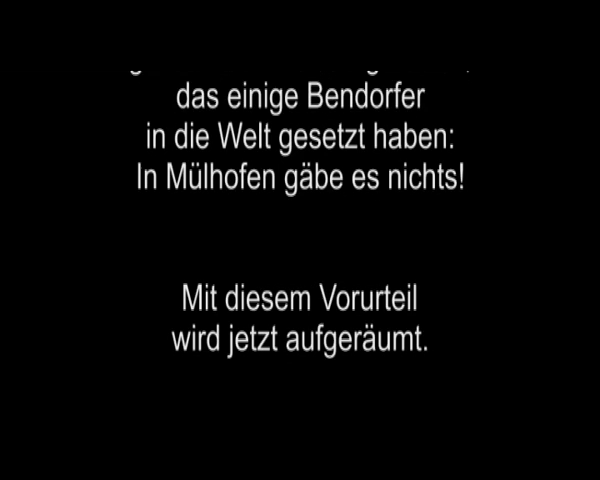 das einige Bendorfer
in die Welt gesetzt haben:
In Mülhofen gäbe es nichts!
Mit diesem Vorurteil
wird jetzt aufgeräumt.